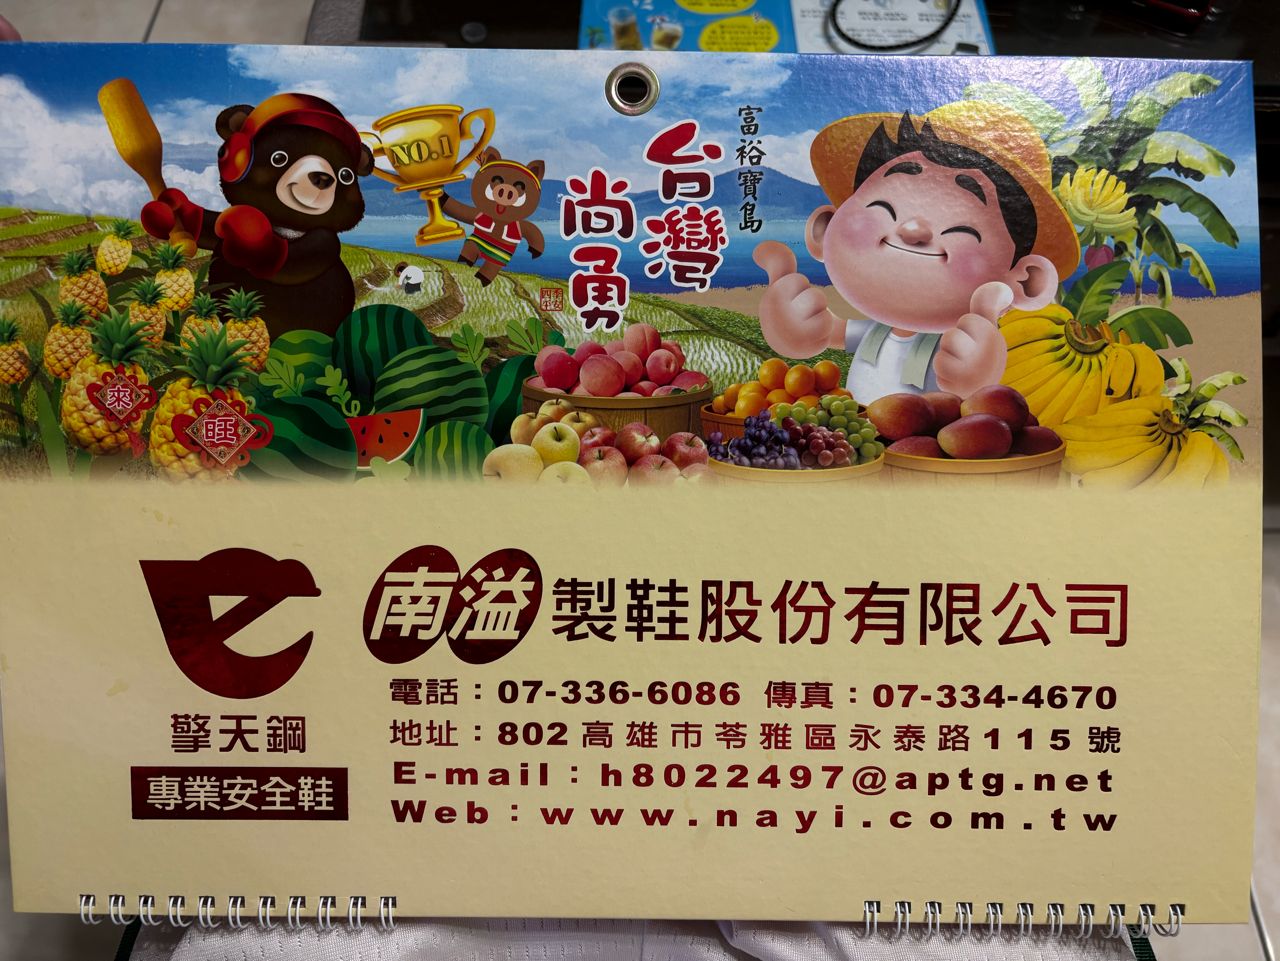 富裕寶島
台灣
尚勇
NO.1
來
旺
南溢製鞋股份有限公司
電話：07-336-6086 傳真：07-334-4670
地址：802高雄市苓雅區永泰路115號
E-mail：h8022497@aptg.net
Web：www.nayi.com.tw
擎天鋼
專業安全鞋